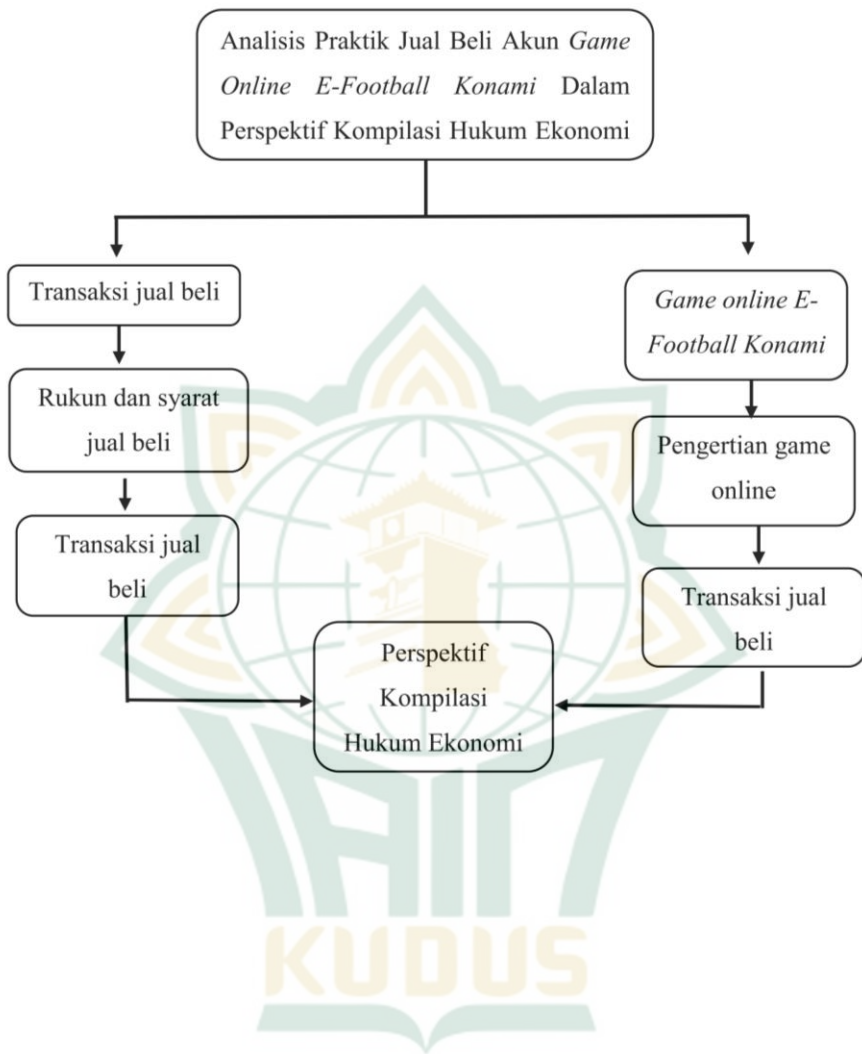 Analisis Praktik Jual Beli Akun Game
Online E-Football Konami Dalam
Perspektif Kompilasi Hukum Ekonomi
Transaksi jual beli
Rukun dan syarat
jual beli
Transaksi jual
beli
Game online E-
Football Konami
Pengertian game
online
Transaksi jual
beli
Perspektif
Kompilasi
Hukum Ekonomi
IAIN
KUDUS